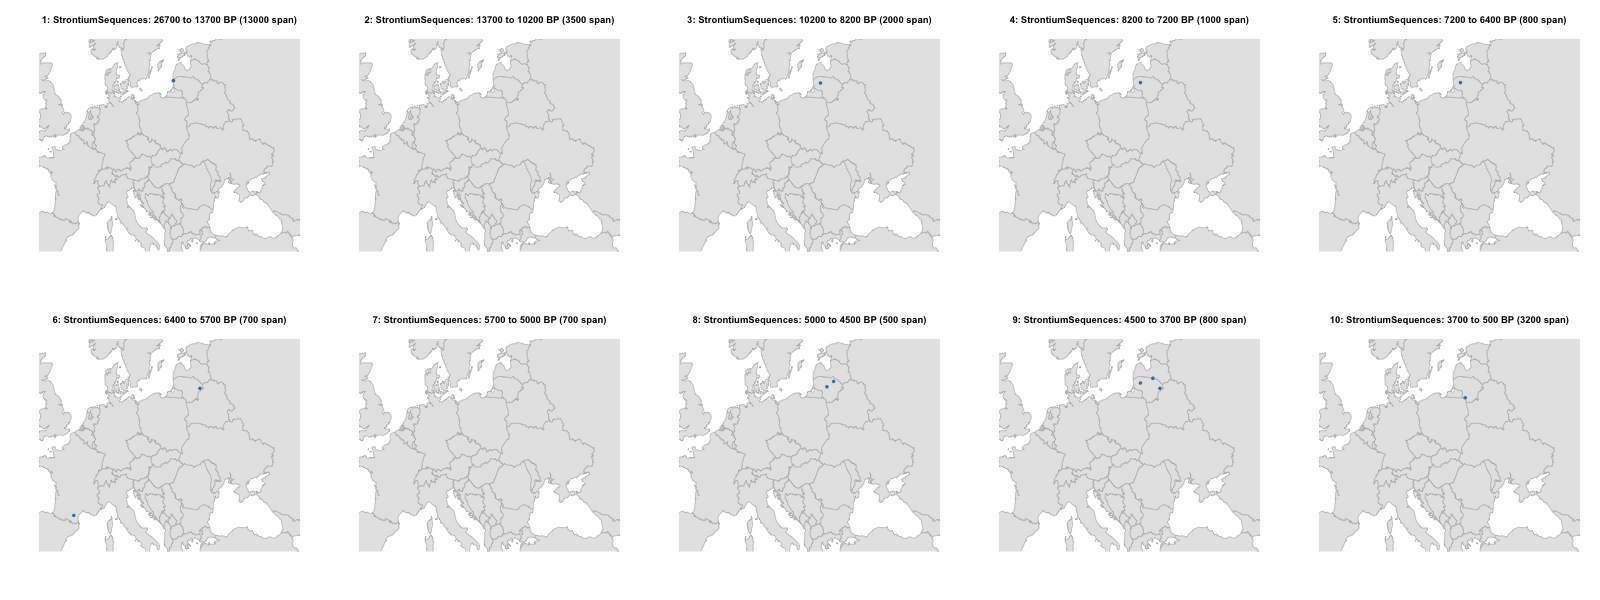 1: StrontiumSequences: 26700 to 13700 BP (13000 span)
2: StrontiumSequences: 13700 to 10200 BP (3500 span)
3: StrontiumSequences: 10200 to 8200 BP (2000 span)
4: StrontiumSequences: 8200 to 7200 BP (1000 span)
5: StrontiumSequences: 7200 to 6400 BP (800 span)
6: StrontiumSequences: 6400 to 5700 BP (700 span)
7: StrontiumSequences: 5700 to 5000 BP (700 span)
8: StrontiumSequences: 5000 to 4500 BP (500 span)
9: StrontiumSequences: 4500 to 3700 BP (800 span)
10: StrontiumSequences: 3700 to 500 BP (3200 span)